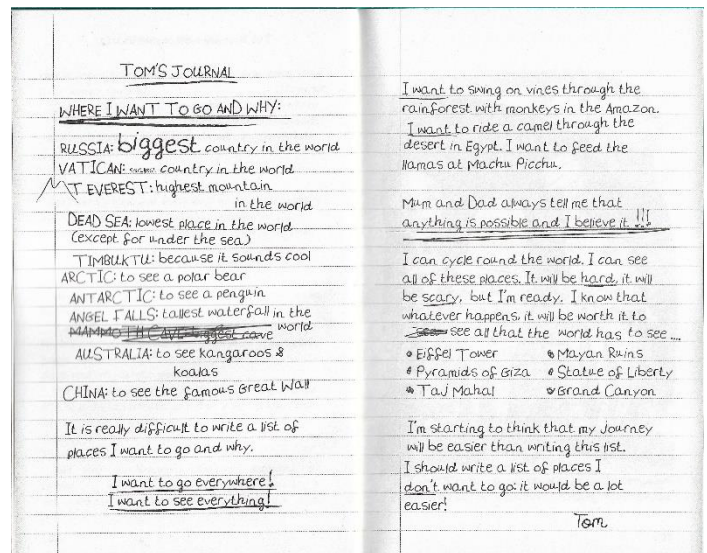 TOM'S JOURNAL
WHERE I WANT TO GO AND WHY:
RUSSIA: biggest country in the world
VATICAN: country in the world
MT EVEREST: highest mountain
in the world
DEAD SEA: lowest place in the world
(except for under the sea)
TIMBUKTU: because it sounds cool
ARCTIC: to see a polar bear
ANTARCTIC: to see a penguin
ANGEL FALLS: tallest waterfall in the
world
MAMMOTH CAVE: biggest cave
AUSTRALIA: to see kangaroos &
koalas
CHINA: to see the famous Great Wall
It is really difficult to write a list of
places I want to go and why.
I want to go everywhere!
I want to see everything!
I want to swing on vines through the
rainforest with monkeys in the Amazon.
I want to ride a camel through the
desert in Egypt. I want to feed the
llamas at Machu Picchu.
Mum and Dad always tell me that
anything is possible and I believe it!!!
I can cycle round the world. I can see
all of these places. It will be hard, it will
be scary, but I'm ready. I know that
whatever happens, it will be worth it to
see all that the world has to see ....
• Eiffel Tower • Mayan Ruins
• Pyramids of Giza • Statue of Liberty
• Taj Mahal • Grand Canyon
I'm starting to think that my journey
will be easier than writing this list.
I should write a list of places I
don't want to go: it would be a lot
easier!
Tom